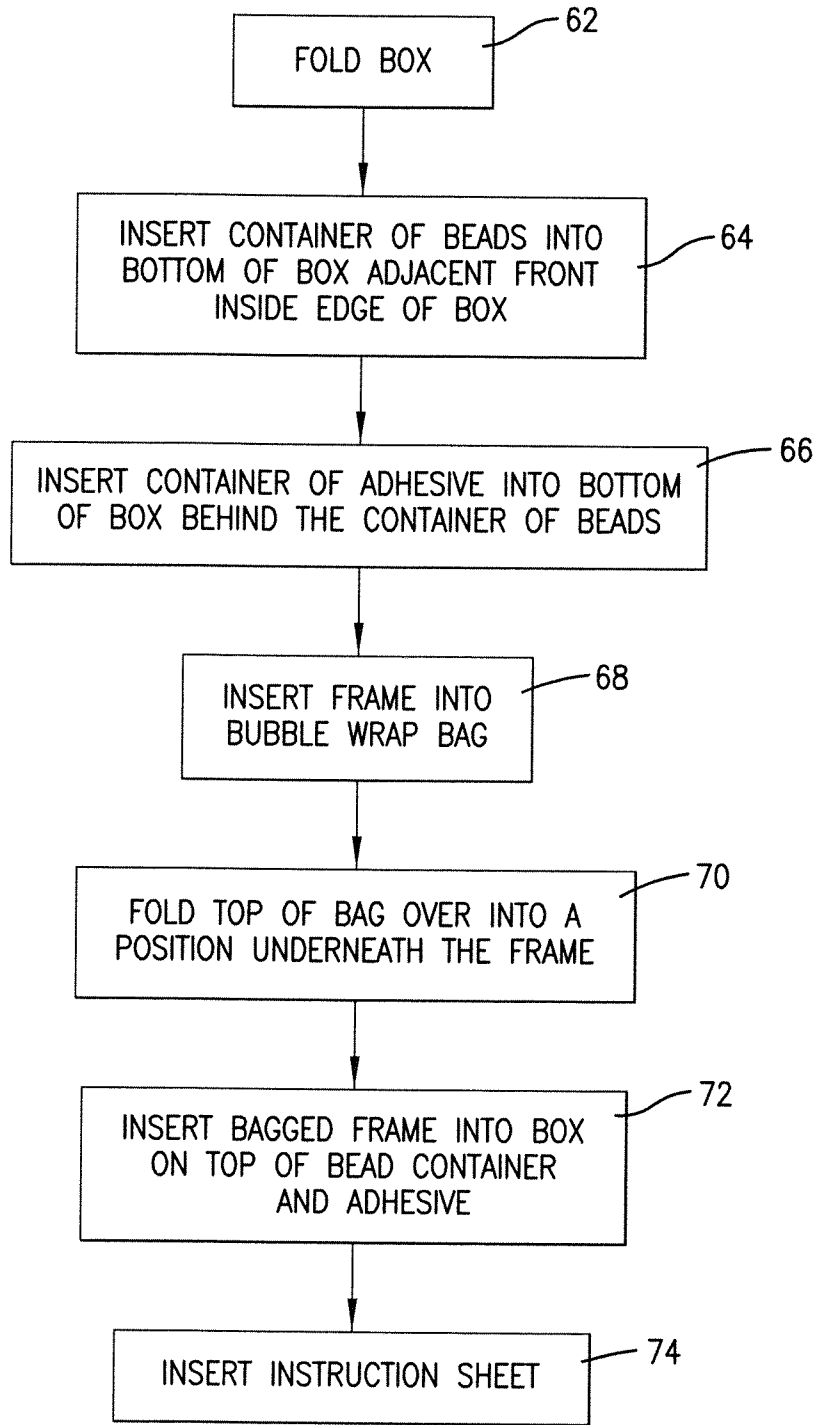 62
FOLD BOX
INSERT CONTAINER OF BEADS INTO
BOTTOM OF BOX ADJACENT FRONT
INSIDE EDGE OF BOX
64
INSERT CONTAINER OF ADHESIVE INTO BOTTOM
OF BOX BEHIND THE CONTAINER OF BEADS
66
INSERT FRAME INTO
BUBBLE WRAP BAG
68
FOLD TOP OF BAG OVER INTO A
POSITION UNDERNEATH THE FRAME
70
INSERT BAGGED FRAME INTO BOX
ON TOP OF BEAD CONTAINER
AND ADHESIVE
72
INSERT INSTRUCTION SHEET
74